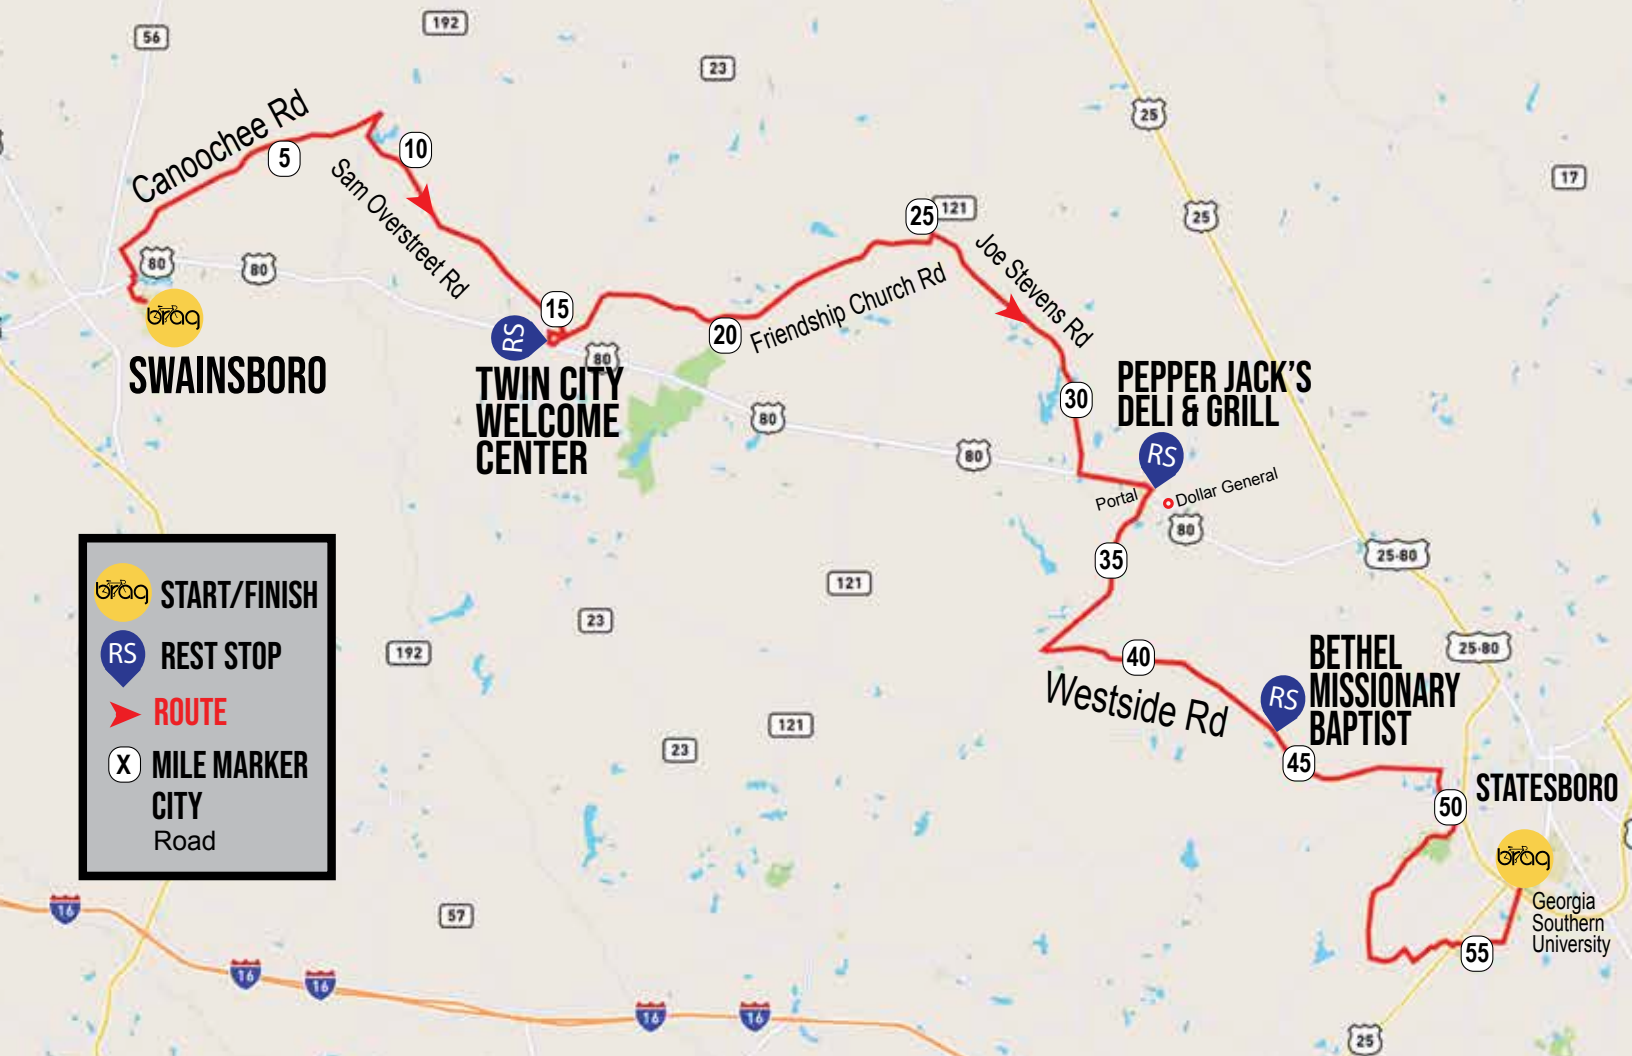 56
192
23
25
17
Canoochee Rd
5
10
Sam Overstreet Rd
80
80
25
121
25
Joe Stevens Rd
brag
SWAINSBORO
15
RS
80
TWIN CITY
WELCOME
CENTER
20
Friendship Church Rd
80
80
30
PEPPER JACK'S
DELI & GRILL
RS
Portal
Dollar General
80
25-80
35
121
23
192
25-80
brag START/FINISH
RS REST STOP
ROUTE
X MILE MARKER
CITY
Road
40
Westside Rd
RS
BETHEL
MISSIONARY
BAPTIST
45
121
23
STATESBORO
50
brag
Georgia
Southern
University
55
57
16
16
16
16
16
25